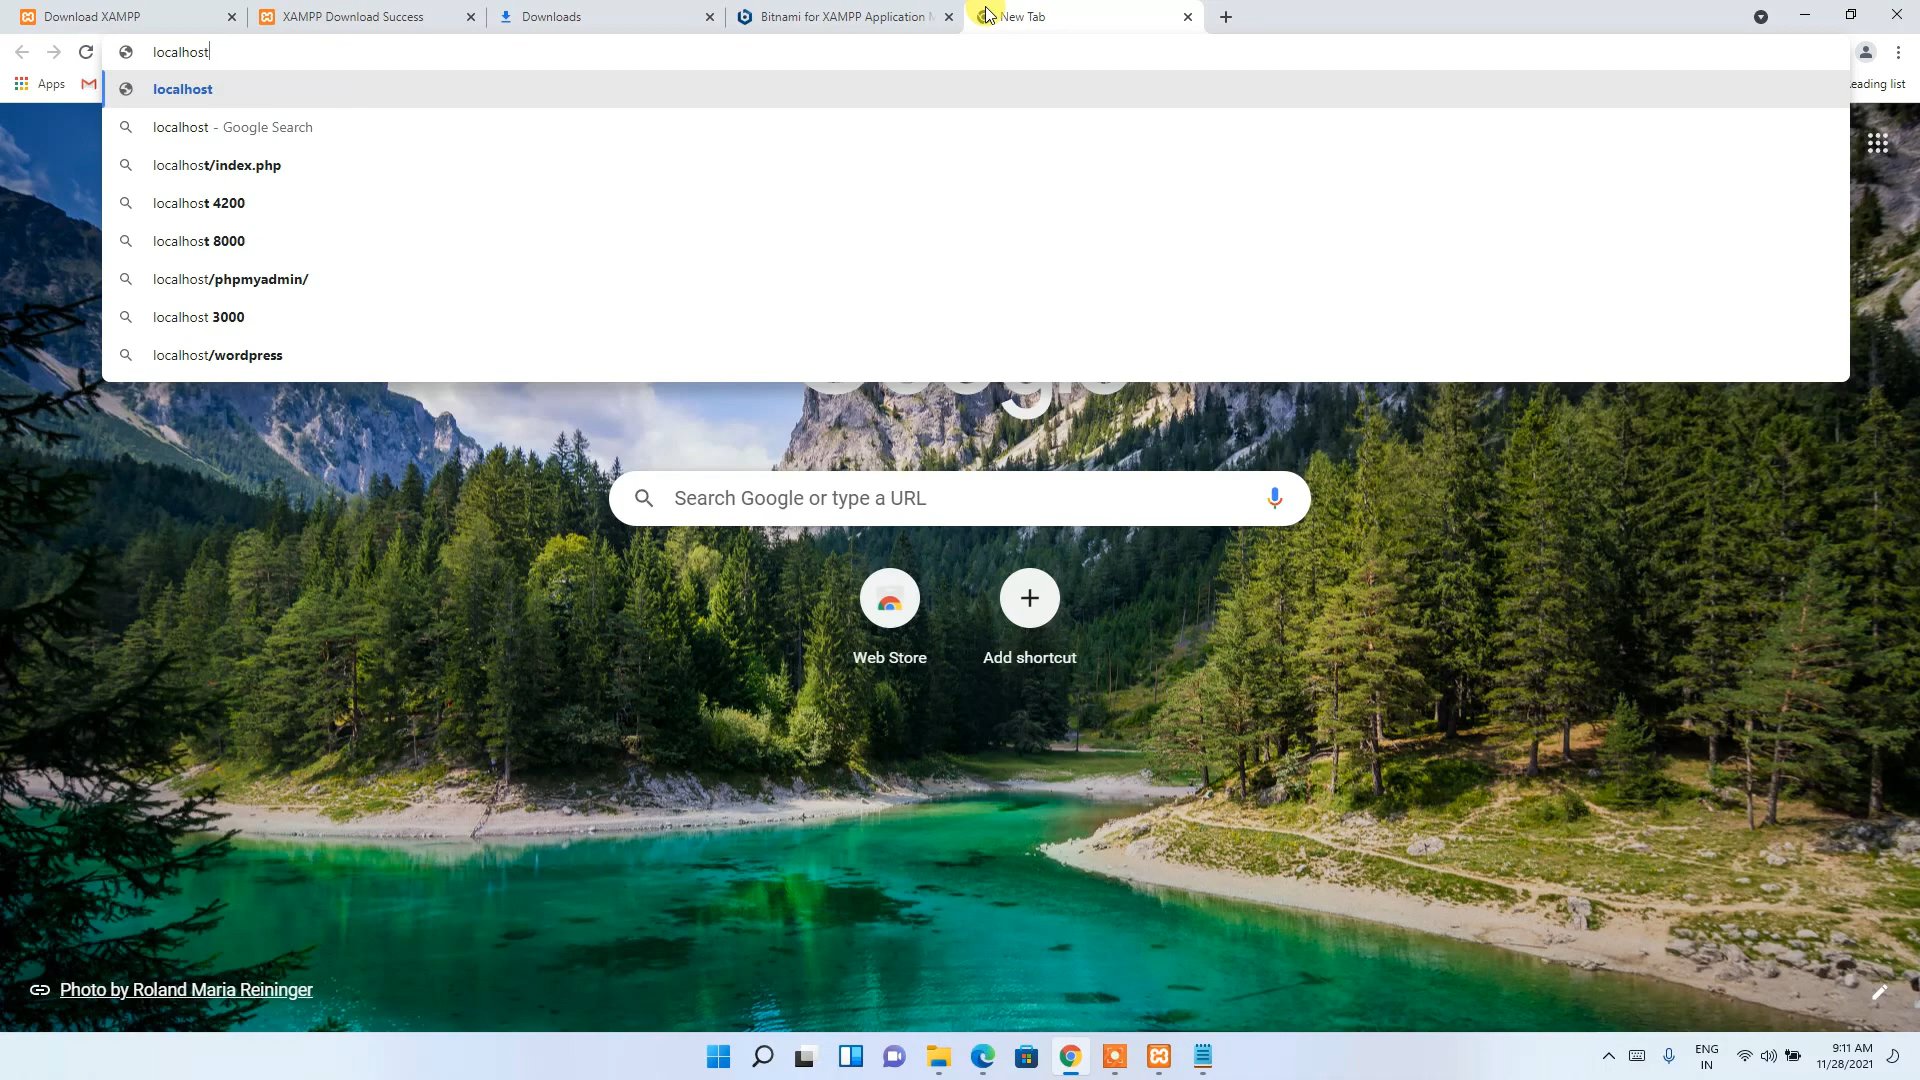 Download XAMPP
XAMPP Download Success
Downloads
Bitnami for XAMPP Application
New Tab
localhost
Apps
eading list
localhost
localhost - Google Search
localhost/index.php
localhost 4200
localhost 8000
localhost/phpmyadmin/
localhost 3000
localhost/wordpress
Search Google or type a URL
Web Store
Add shortcut
Photo by Roland Maria Reininger
ENG
IN
9:11 AM
11/28/2021